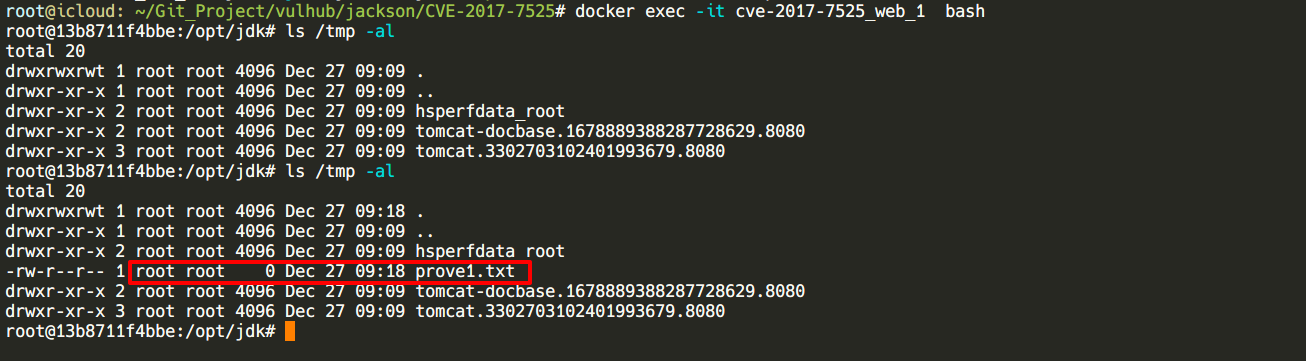 root@icloud: ~/Git_Project/vulhub/jackson/CVE-2017-7525# docker exec -it cve-2017-7525_web_1  bash
root@13b8711f4bbe:/opt/jdk# ls /tmp -al
total 20
drwxrwxrwt 1 root root 4096 Dec 27 09:09 .
drwxr-xr-x 1 root root 4096 Dec 27 09:09 ..
drwxr-xr-x 2 root root 4096 Dec 27 09:09 hsperfdata_root
drwxr-xr-x 2 root root 4096 Dec 27 09:09 tomcat-docbase.1678889388287728629.8080
drwxr-xr-x 3 root root 4096 Dec 27 09:09 tomcat.3302703102401993679.8080
root@13b8711f4bbe:/opt/jdk# ls /tmp -al
total 20
drwxrwxrwt 1 root root 4096 Dec 27 09:18 .
drwxr-xr-x 1 root root 4096 Dec 27 09:09 ..
drwxr-xr-x 2 root root 4096 Dec 27 09:09 hsperfdata_root
-rw-r--r-- 1 root root    0 Dec 27 09:18 prove1.txt
drwxr-xr-x 2 root root 4096 Dec 27 09:09 tomcat-docbase.1678889388287728629.8080
drwxr-xr-x 3 root root 4096 Dec 27 09:09 tomcat.3302703102401993679.8080
root@13b8711f4bbe:/opt/jdk#